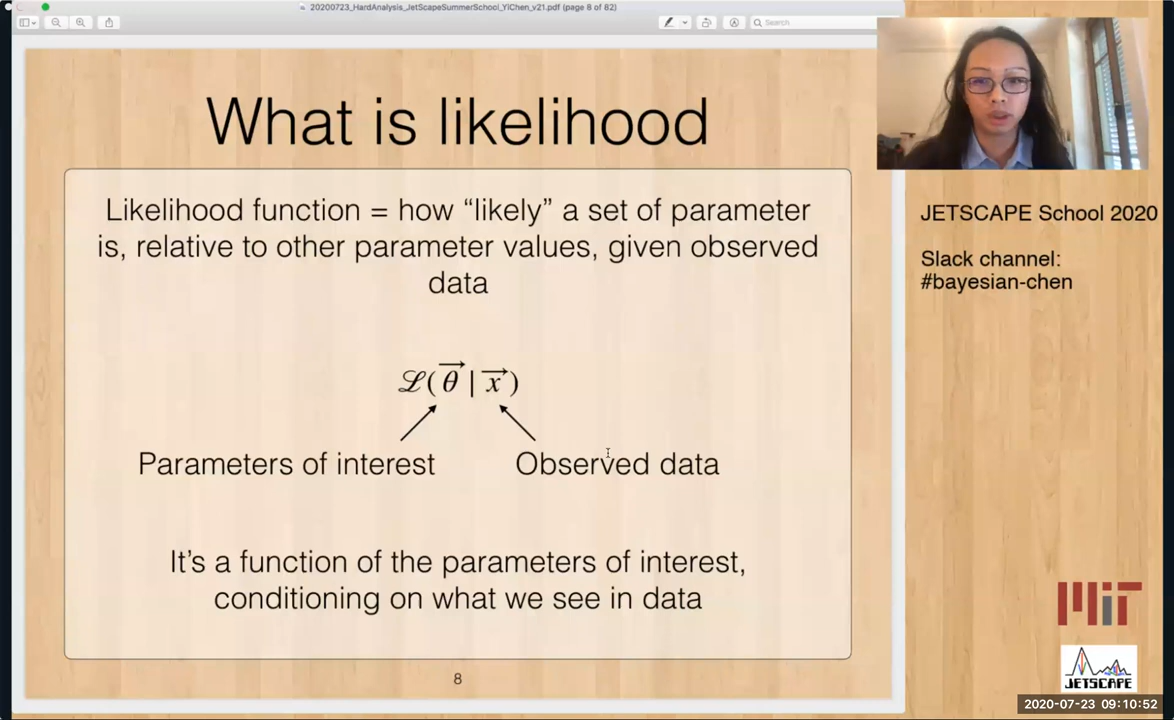 20200723_HardAnalysis_JetScapeSummerSchool_YiChen_v21.pdf (page 8 of 82)
Search
What is likelihood
Likelihood function = how “likely” a set of parameter
is, relative to other parameter values, given observed
data
ℒ(θ⃗ | x⃗)
Parameters of interest
Observed data
It's a function of the parameters of interest,
conditioning on what we see in data
8
JETSCAPE School 2020
Slack channel:
#bayesian-chen
MIT
JETSCAPE
2020-07-23 09:10:52